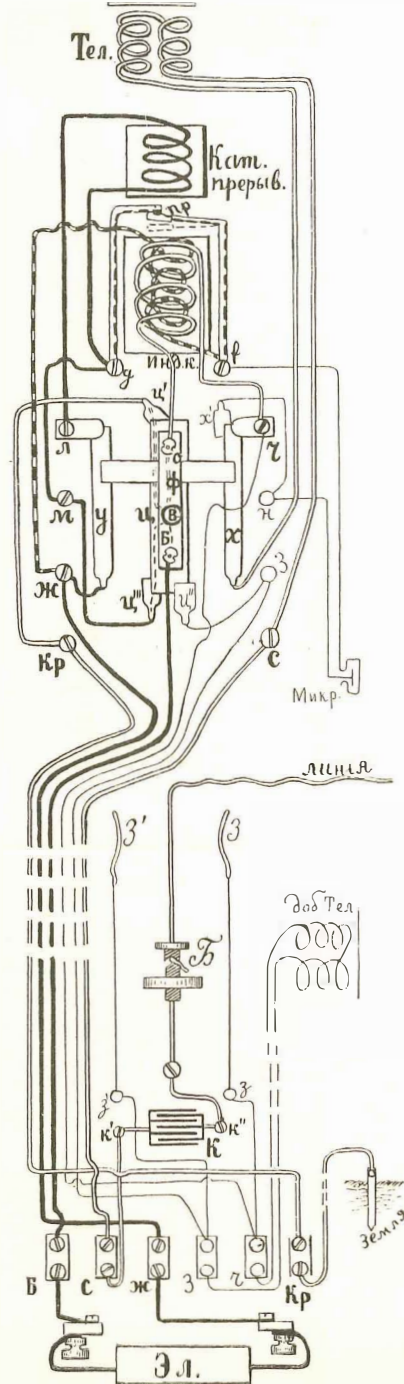 Тел.
Кат.
прерыв.
пр
индк.
д
в
ц'
х'
Л
о
Ч
ф
М
у
ц
В
х
н
Б
Ж
З
ц'''
ц''
Кр
С
Микр.
линія
З'
З
доб Тел
Б
З'
З
к'
К
к"
Земля
Б
С
Ж
З
Ч
Кр
Эл.